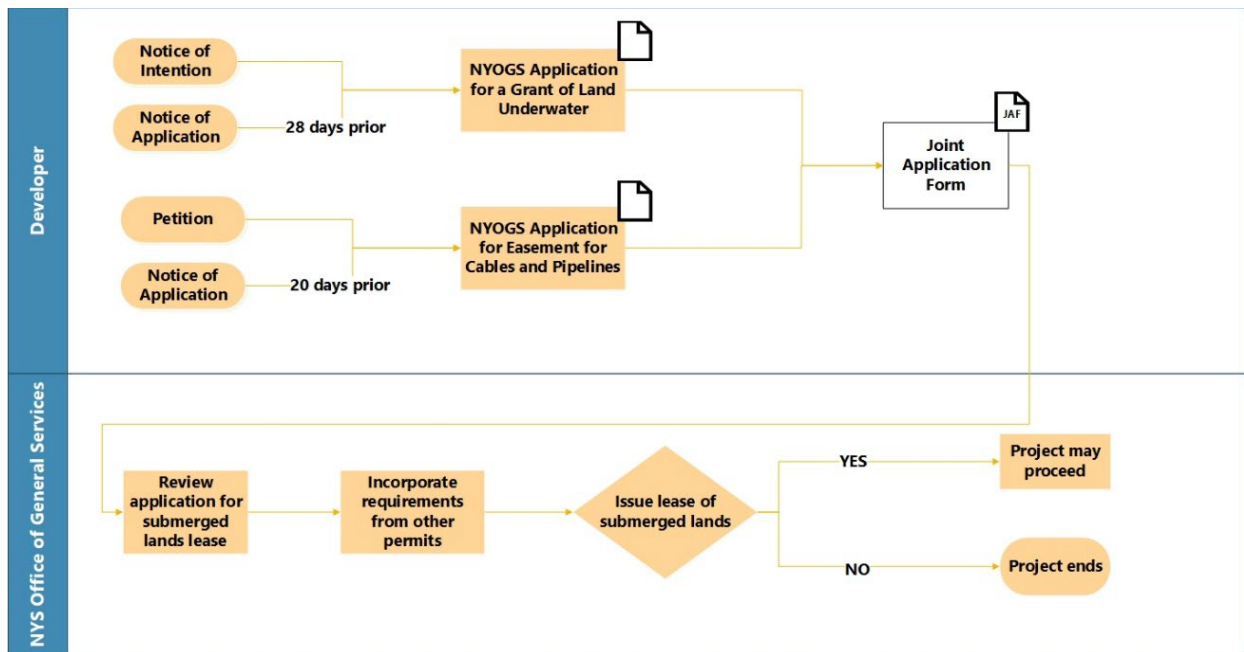 Developer
Notice of
Intention
Notice of
Application
28 days prior
NYOGS Application
for a Grant of Land
Underwater
Petition
Notice of
Application
20 days prior
NYOGS Application
for Easement for
Cables and Pipelines
JAF
Joint
Application
Form
NYS Office of General Services
Review
application for
submerged
lands lease
Incorporate
requirements
from other
permits
Issue lease of
submerged lands
YES
Project may
proceed
NO
Project ends